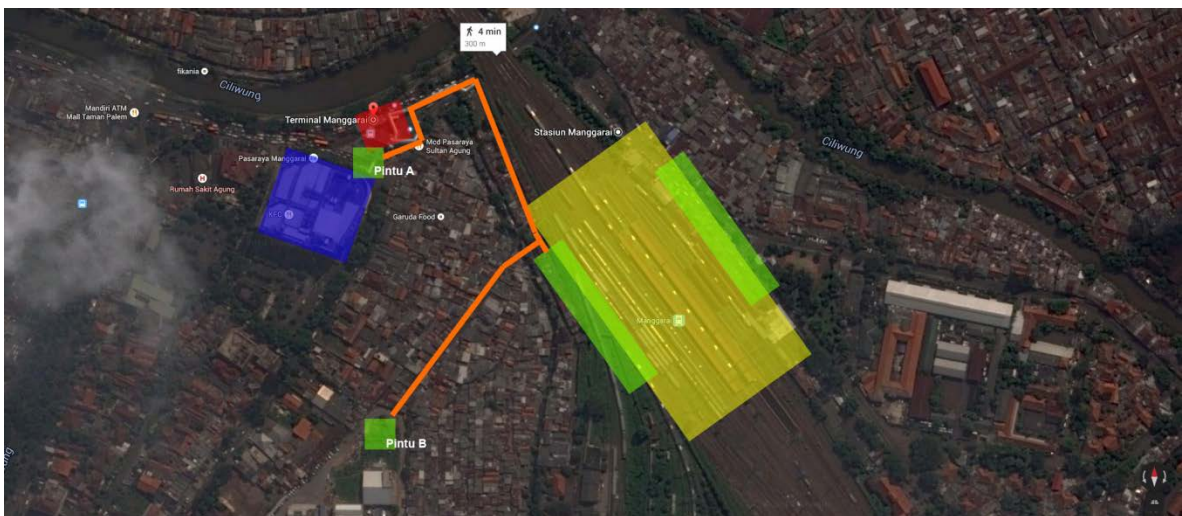 4 min
300 m
fikania
Ciliwung
Mandiri ATM
Mall Taman Palem
Terminal Manggarai
Stasiun Manggarai
Ciliwung
Mcd Pasaraya
Sultan Agung
Pasaraya Manggarai
Pintu A
Rumah Sakit Agung
KFC
Garuda Food
Manggarai
Pintu B